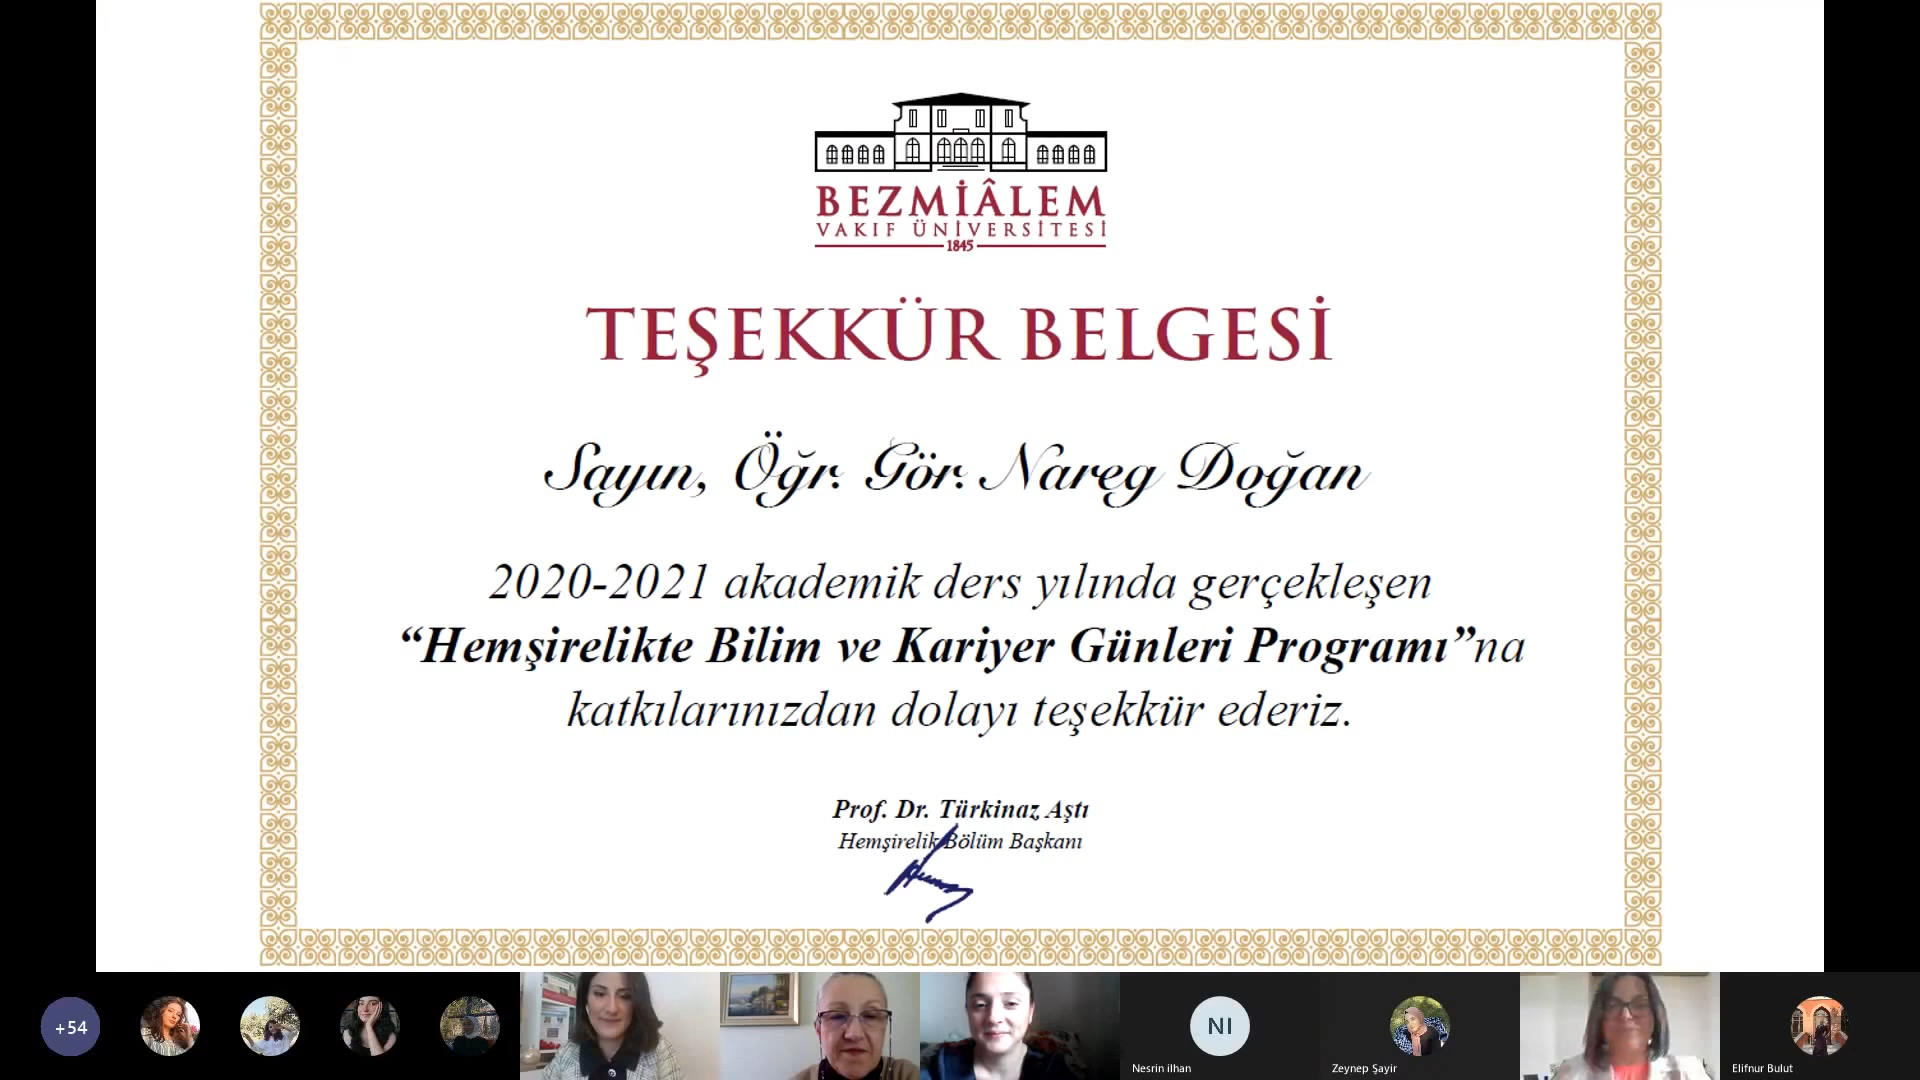 BEZMİÂLEM
VAKIF ÜNİVERSİTESİ
1845
TEŞEKKÜR BELGESİ
Sayın, Öğr. Gör. Nareg Doğan
2020-2021 akademik ders yılında gerçekleşen
“Hemşirelikte Bilim ve Kariyer Günleri Programı”na
katkılarınızdan dolayı teşekkür ederiz.
Prof. Dr. Türkinaz Aştı
Hemşirelik Bölüm Başkanı
+54
NI
Nesrin ilhan
Zeynep Şayir
Elifnur Bulut